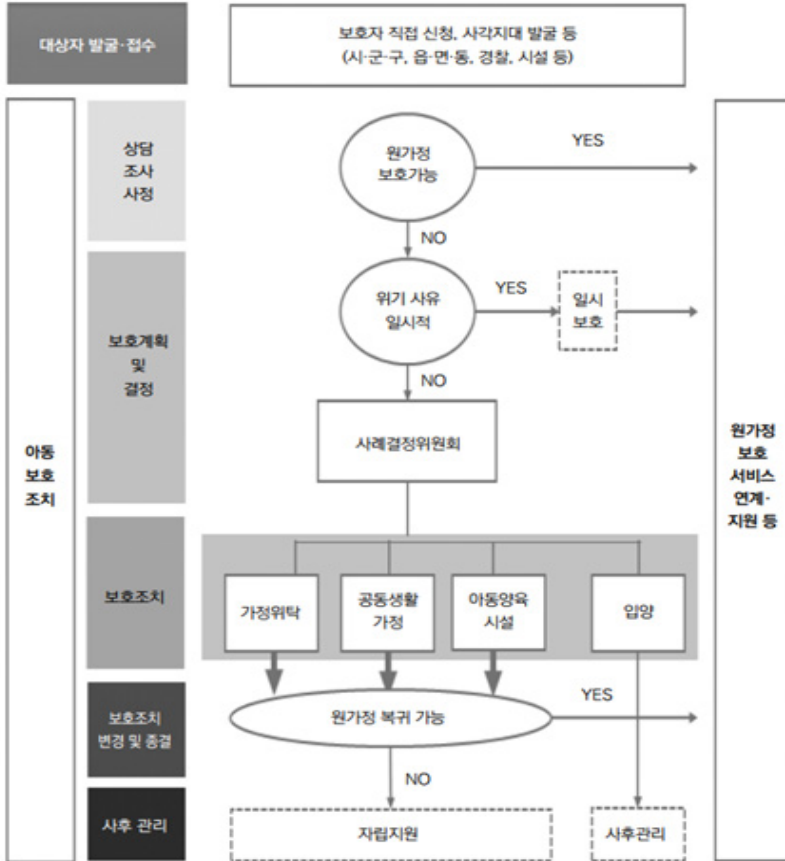 대상자 발굴·접수
보호자 직접 신청, 사각지대 발굴 등
(시·군·구, 읍·면·동, 경찰, 시설 등)
아동
보호
조치
상담
조사
사정
원가정
보호가능
YES
NO
보호계획
및
결정
위기 사유
일시적
YES
일시
보호
NO
사례결정위원회
원가정
보호
서비스
연계·
지원 등
보호조치
가정위탁
공동생활
가정
아동양육
시설
입양
보호조치
변경 및 종결
원가정 복귀 가능
YES
NO
사후 관리
자립지원
사후관리